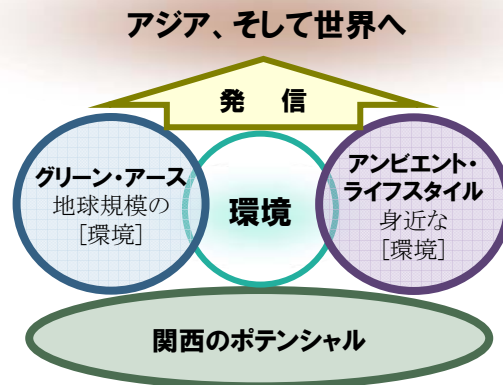 アジア、そして世界へ
発　信
グリーン・アース
地球規模の
[環境]
環境
アンビエント・
ライフスタイル
身近な
[環境]
関西のポテンシャル